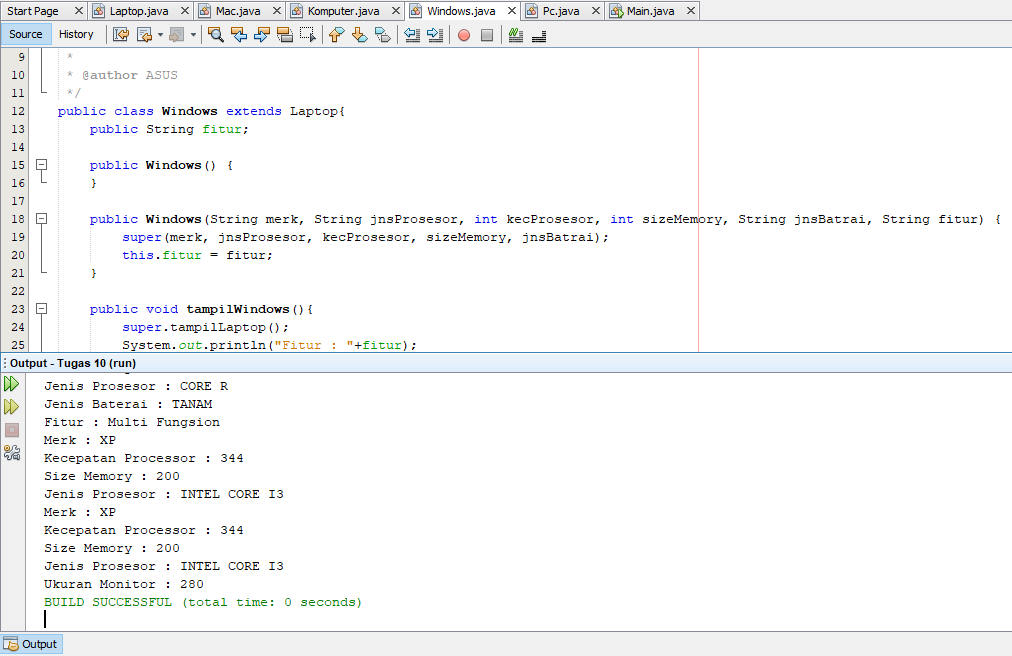 Start Page Laptop.java Mac.java Komputer.java Windows.java Pc.java Main.java
Source History
9 *
10 * @author ASUS
11 */
12 public class Windows extends Laptop{
13 public String fitur;
14
15 public Windows() {
16 }
17
18 public Windows(String merk, String jnsProsesor, int kecProsesor, int sizeMemory, String jnsBatrai, String fitur) {
19 super(merk, jnsProsesor, kecProsesor, sizeMemory, jnsBatrai);
20 this.fitur = fitur;
21 }
22
23 public void tampilWindows(){
24 super.tampilLaptop();
25 System.out.println("Fitur : "+fitur);
Output - Tugas 10 (run)
Jenis Prosesor : CORE R
Jenis Baterai : TANAM
Fitur : Multi Fungsion
Merk : XP
Kecepatan Processor : 344
Size Memory : 200
Jenis Prosesor : INTEL CORE I3
Merk : XP
Kecepatan Processor : 344
Size Memory : 200
Jenis Prosesor : INTEL CORE I3
Ukuran Monitor : 280
BUILD SUCCESSFUL (total time: 0 seconds)
Output